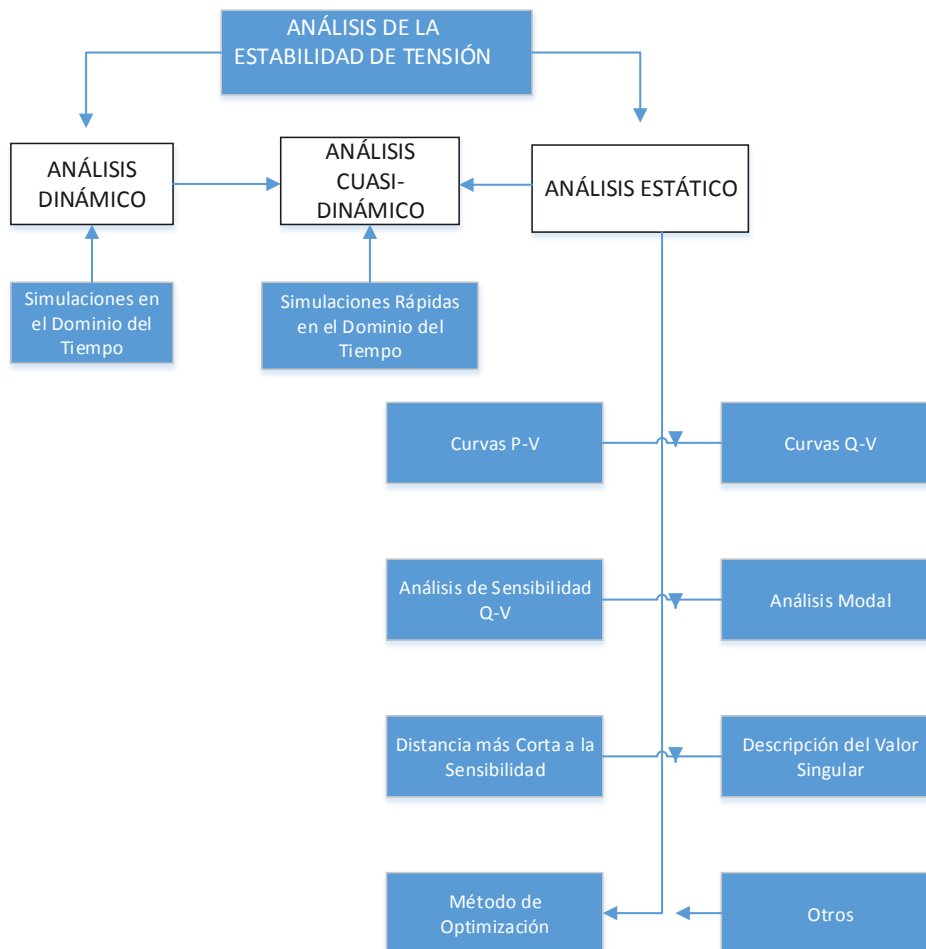 ANÁLISIS DE LA
ESTABILIDAD DE TENSIÓN
ANÁLISIS
DINÁMICO
ANÁLISIS
CUASI-
DINÁMICO
ANÁLISIS ESTÁTICO
Simulaciones en
el Dominio del
Tiempo
Simulaciones Rápidas
en el Dominio del
Tiempo
Curvas P-V
Curvas Q-V
Análisis de Sensibilidad
Q-V
Análisis Modal
Distancia más Corta a la
Sensibilidad
Descripción del Valor
Singular
Método de
Optimización
Otros